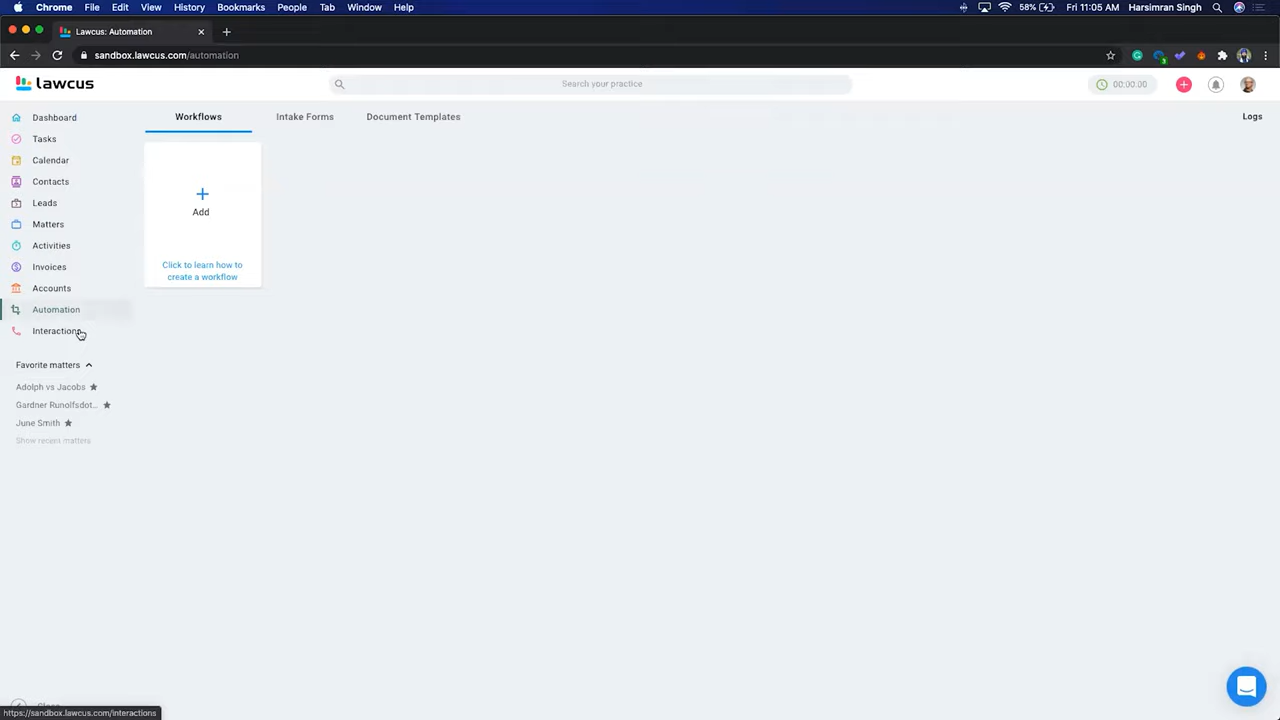 Chrome File Edit View History Bookmarks People Tab Window Help
58% Fri 11:05 AM Harsimran Singh
Lawcus: Automation
sandbox.lawcus.com/automation
lawcus
Search your practice
00:00.00
Dashboard
Tasks
Calendar
Contacts
Leads
Matters
Activities
Invoices
Accounts
Automation
Interactions
Favorite matters
Adolph vs Jacobs
Gardner Runolfsdot...
June Smith
Show recent matters
Workflows Intake Forms Document Templates
Logs
Add
Click to learn how to
create a workflow
https://sandbox.lawcus.com/interactions